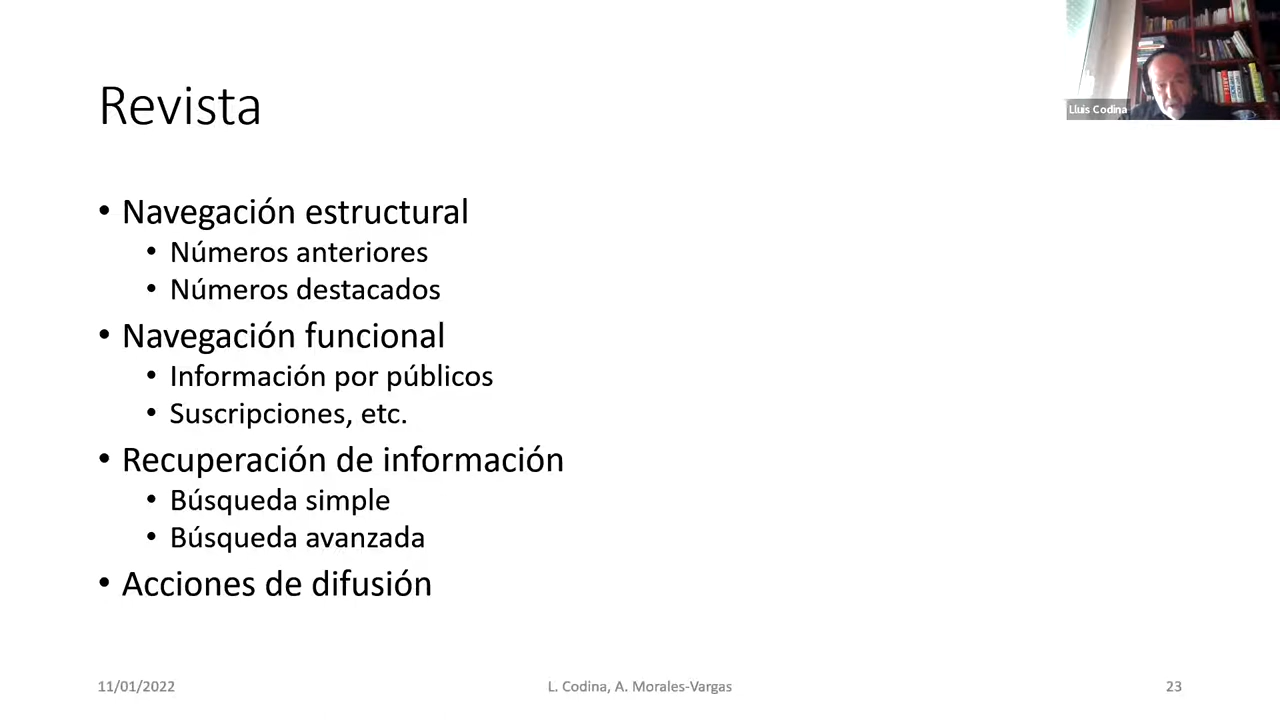 Revista
Lluis Codina
• Navegación estructural
• Números anteriores
• Números destacados
• Navegación funcional
• Información por públicos
• Suscripciones, etc.
• Recuperación de información
• Búsqueda simple
• Búsqueda avanzada
• Acciones de difusión
11/01/2022
L. Codina, A. Morales-Vargas
23